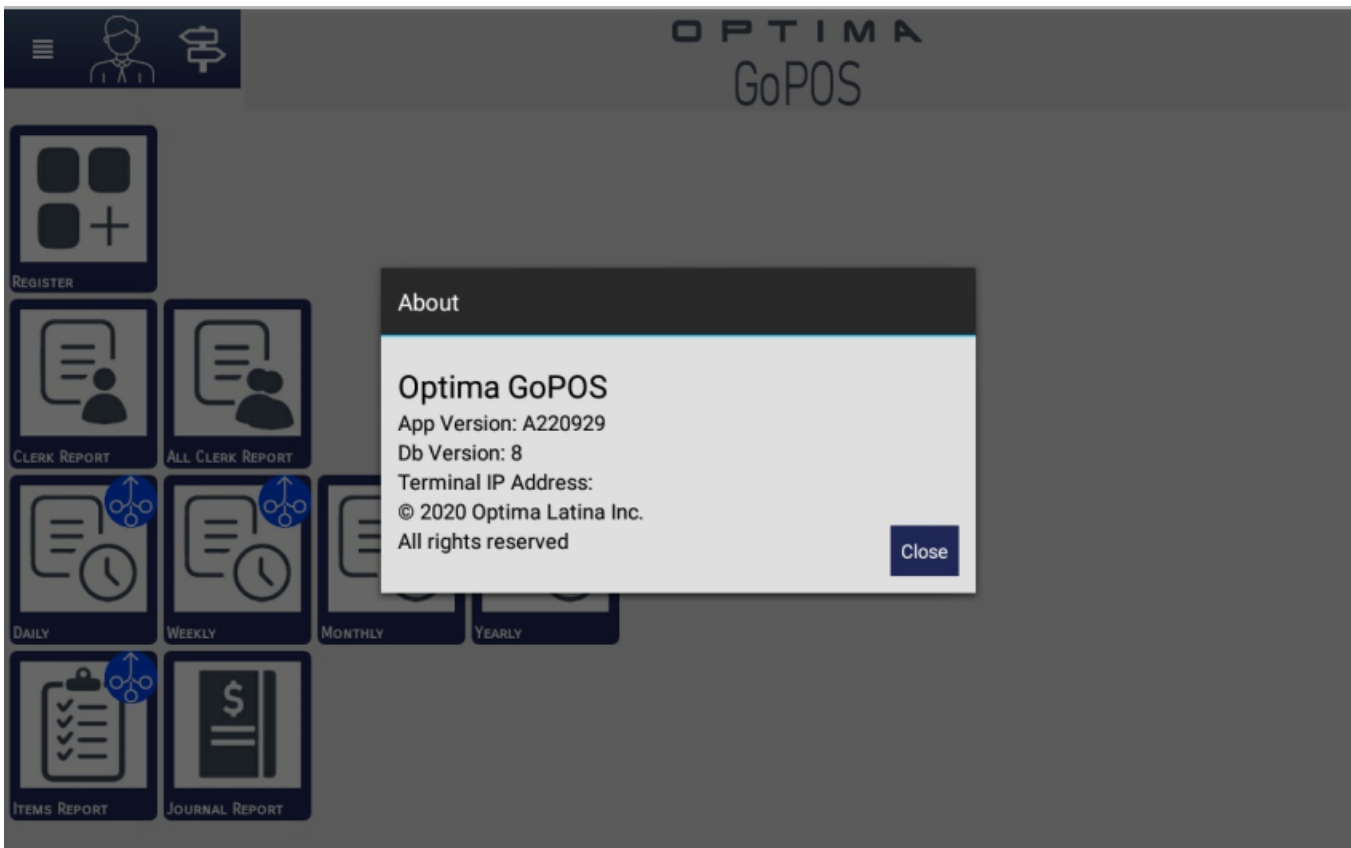 OPTIMA
GoPOS
REGISTER
About
Optima GoPOS
App Version: A220929
Db Version: 8
Terminal IP Address:
© 2020 Optima Latina Inc.
All rights reserved
Close
CLERK REPORT
ALL CLERK REPORT
DAILY
WEEKLY
MONTHLY
YEARLY
$
ITEMS REPORT
JOURNAL REPORT